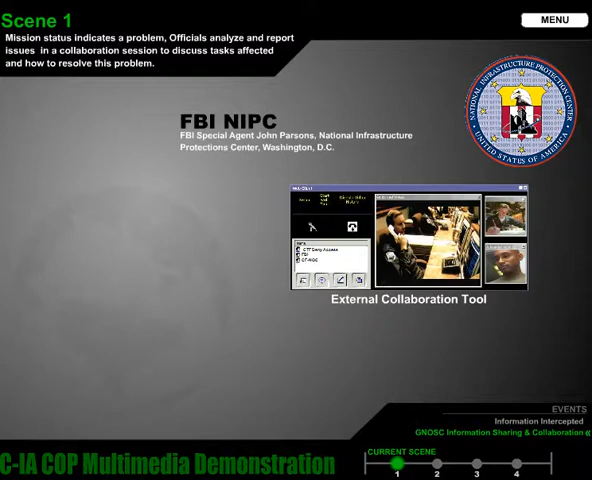 Scene 1
MENU
Mission status indicates a problem, Officials analyze and report
issues in a collaboration session to discuss tasks affected
and how to resolve this problem.
NATIONAL INFRASTRUCTURE PROTECTION CENTER
UNITED STATES OF AMERICA
FBI NIPC
FBI Special Agent John Parsons, National Infrastructure
Protections Center, Washington, D.C.
External Collaboration Tool
EVENTS
Information Intercepted
GNOSC Information Sharing & Collaboration «
C-IA COP Multimedia Demonstration
CURRENT SCENE
1 2 3 4